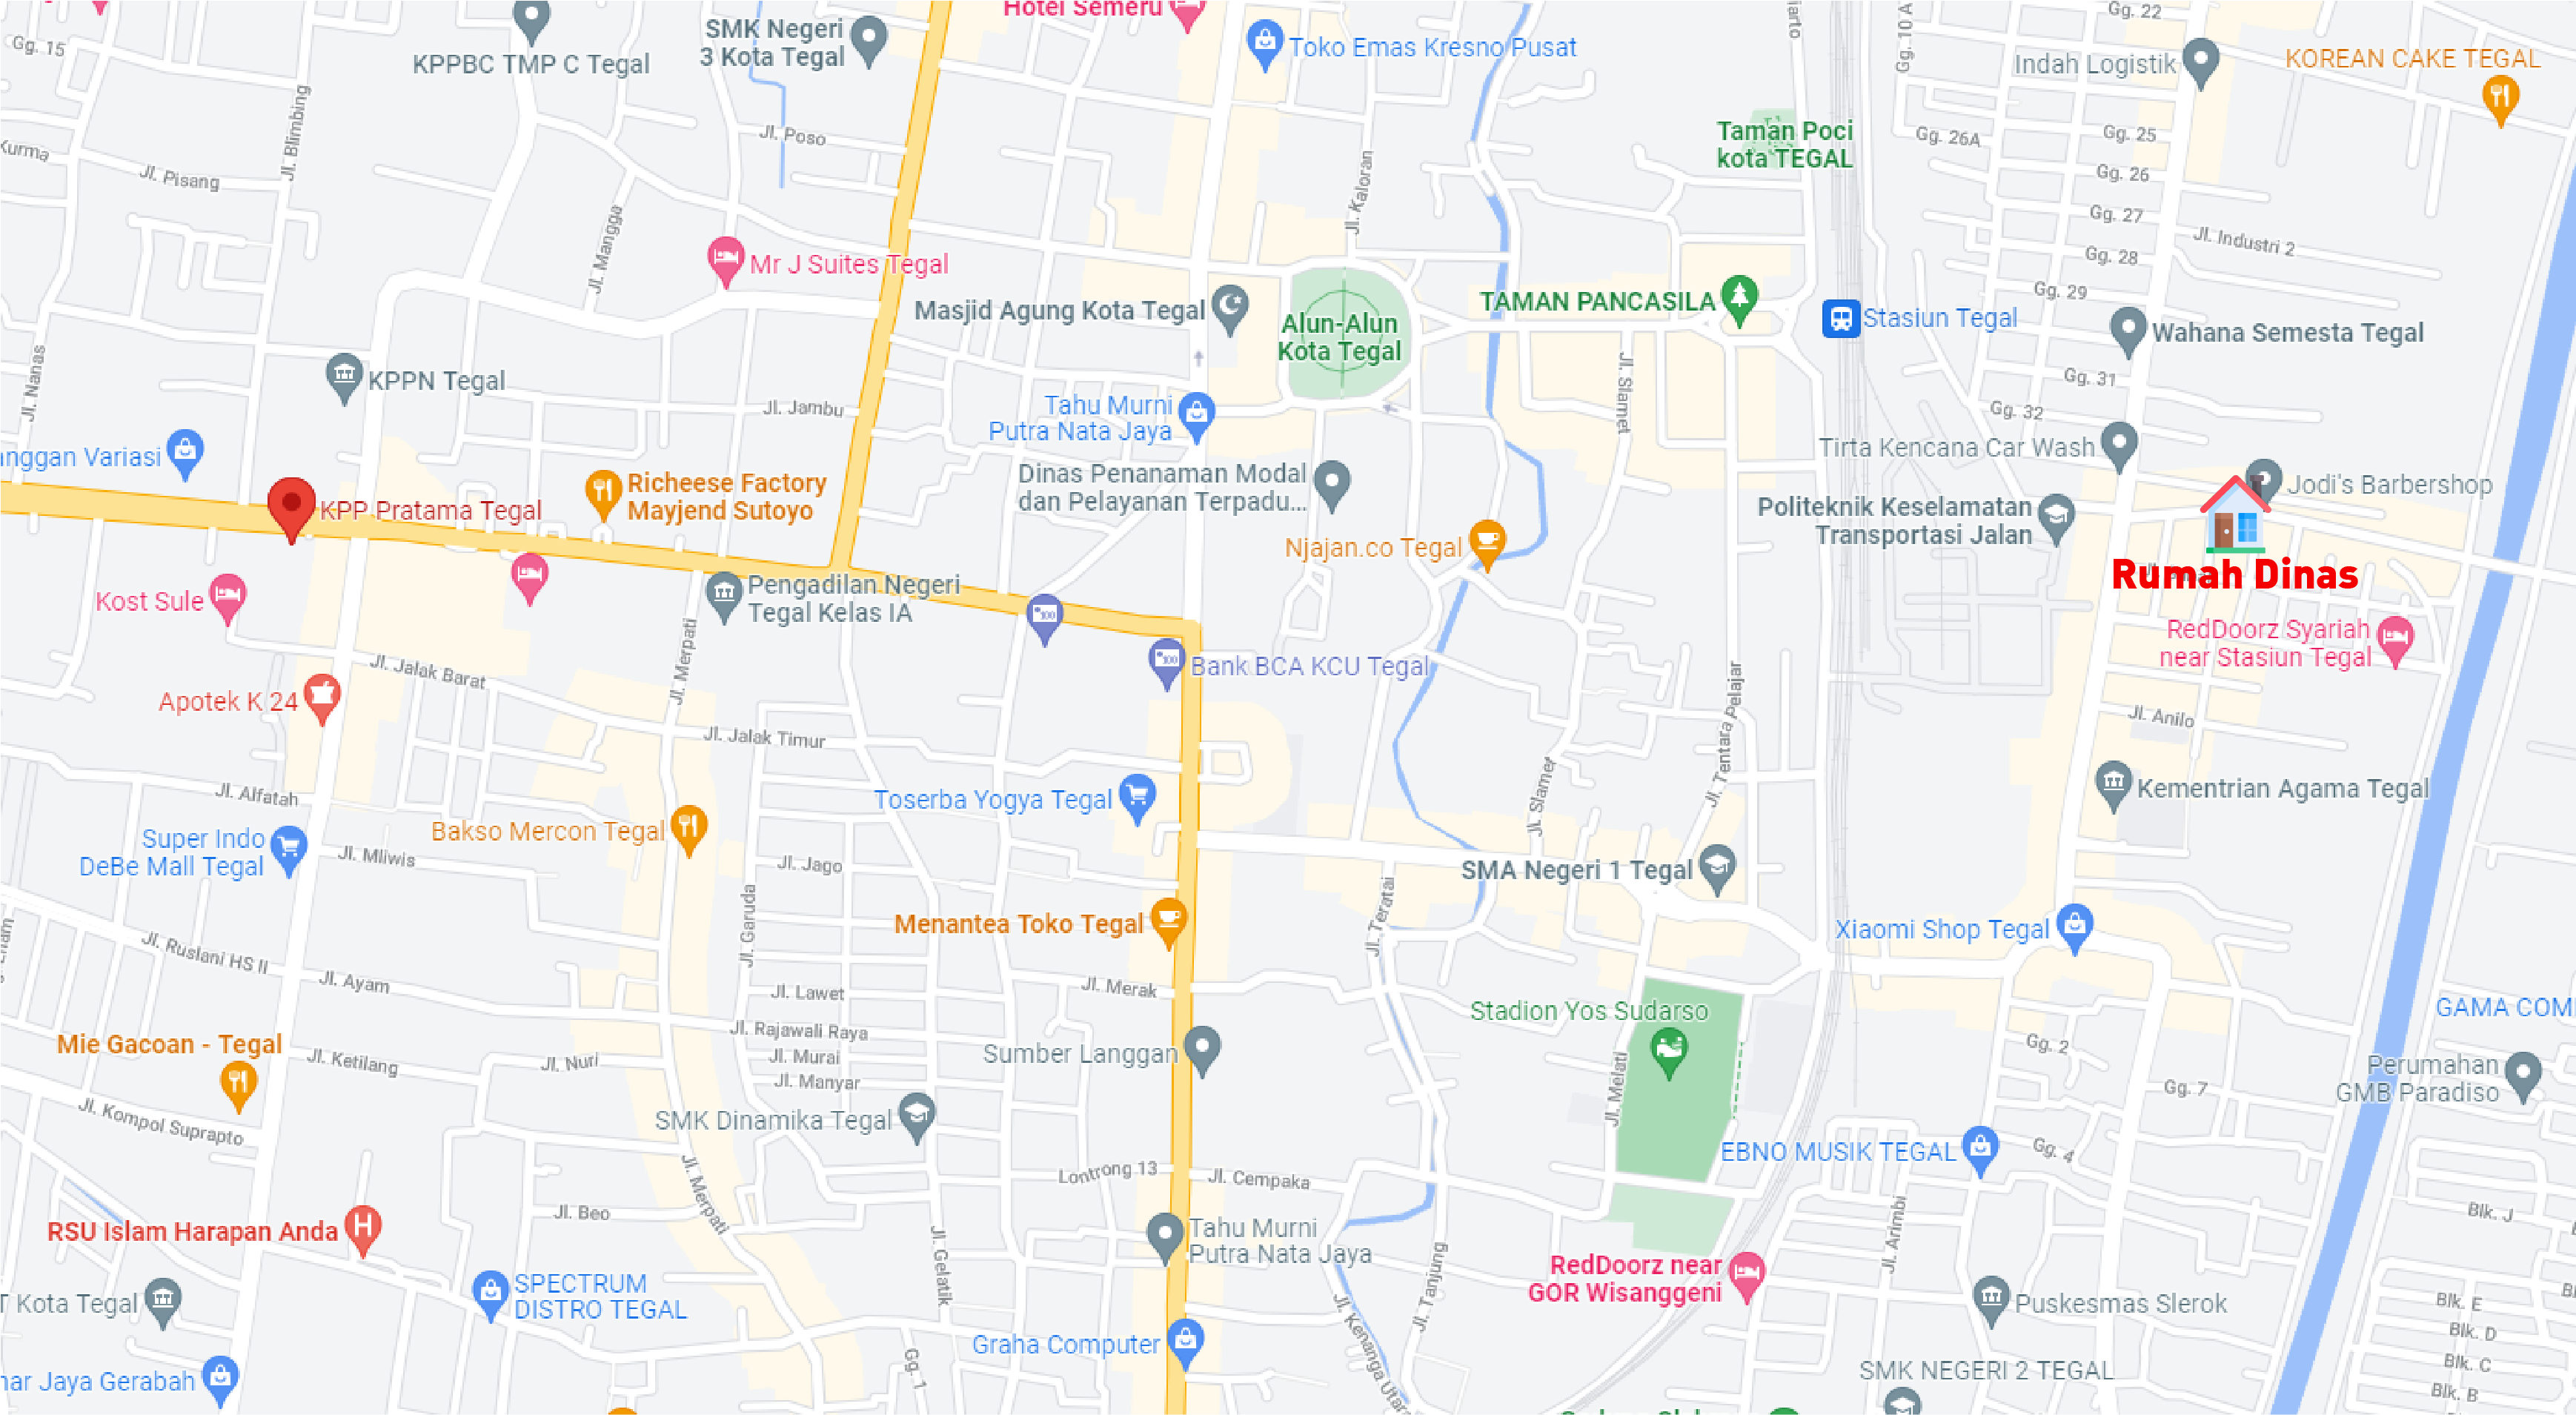 Hotel Semeru
Gg. 15
KPPBC TMP C Tegal
SMK Negeri
3 Kota Tegal
Toko Emas Kresno Pusat
Gg. 10 A
Gg. 22
Indah Logistik
KOREAN CAKE TEGAL
Kurma
Jl. Pisang
Jl. Blimbing
Jl. Poso
Jl. Mangga
Jl. Kaloran
Taman Poci
kota TEGAL
Gg. 26A
Gg. 25
Gg. 26
Gg. 27
Gg. 28
Jl. Industri 2
Mr J Suites Tegal
Masjid Agung Kota Tegal
Alun-Alun
Kota Tegal
TAMAN PANCASILA
Stasiun Tegal
Gg. 29
Wahana Semesta Tegal
Jl. Nanas
KPPN Tegal
Jl. Jambu
Tahu Murni
Putra Nata Jaya
Jl. Slamet
Gg. 31
Gg. 32
Tirta Kencana Car Wash
anggan Variasi
KPP Pratama Tegal
Richeese Factory
Mayjend Sutoyo
Dinas Penanaman Modal
dan Pelayanan Terpadu...
Njajan.co Tegal
Politeknik Keselamatan
Transportasi Jalan
Jodi's Barbershop
Rumah Dinas
Kost Sule
Pengadilan Negeri
Tegal Kelas IA
Bank BCA KCU Tegal
RedDoorz Syariah
near Stasiun Tegal
Jl. Jalak Barat
Jl. Merpati
Apotek K 24
Jl. Jalak Timur
Jl. Tentara Pelajar
Jl. Anilo
Jl. Alfatah
Toserba Yogya Tegal
Jl. Slamet
Kementrian Agama Tegal
Super Indo
DeBe Mall Tegal
Jl. Mliwis
Bakso Mercon Tegal
Jl. Jago
SMA Negeri 1 Tegal
Jl. Garuda
Menantea Toko Tegal
Jl. Teratai
Xiaomi Shop Tegal
Jl. Ruslani HS II
Jl. Ayam
Jl. Lawet
Jl. Merak
Stadion Yos Sudarso
GAMA COM
Mie Gacoan - Tegal
Jl. Ketilang
Jl. Nuri
Jl. Rajawali Raya
Jl. Murai
Jl. Manyar
Sumber Langgan
Jl. Melati
Gg. 2
Gg. 7
Perumahan
GMB Paradiso
Jl. Kompol Suprapto
SMK Dinamika Tegal
EBNO MUSIK TEGAL
Gg. 4
Jl. Merpati
Lontrong 13
Jl. Cempaka
RSU Islam Harapan Anda
Jl. Beo
Jl. Gelatik
Tahu Murni
Putra Nata Jaya
Jl. Tanjung
Jl. Arimbi
Blk. J
RedDoorz near
GOR Wisanggeni
T Kota Tegal
SPECTRUM
DISTRO TEGAL
Jl. Kenanga Utara
Puskesmas Slerok
Blk. E
Blk. D
Blk. C
Blk. B
Graha Computer
Gg. 1
SMK NEGERI 2 TEGAL
nar Jaya Gerabah